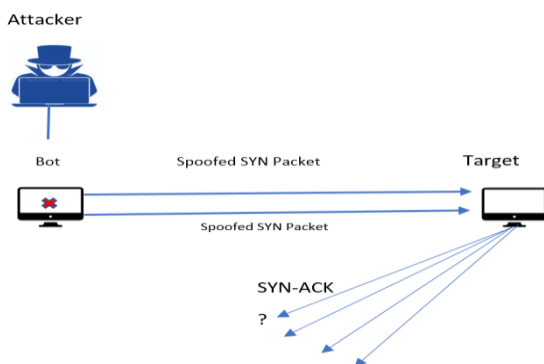 Attacker
Bot
Spoofed SYN Packet
Target
Spoofed SYN Packet
SYN-ACK
?